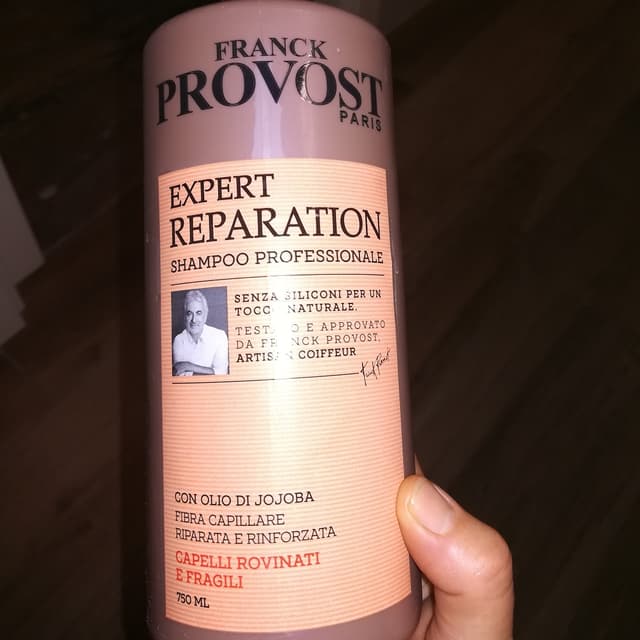 FRANCK
PROVOST
PARIS
EXPERT
REPARATION
SHAMPOO PROFESSIONALE
SENZA SILICONI PER UN
TOCCO NATURALE.
TESTATO E APPROVATO
DA FRANCK PROVOST,
ARTISAN COIFFEUR
CON OLIO DI JOJOBA
FIBRA CAPILLARE
RIPARATA E RINFORZATA
CAPELLI ROVINATI
E FRAGILI
750 ML